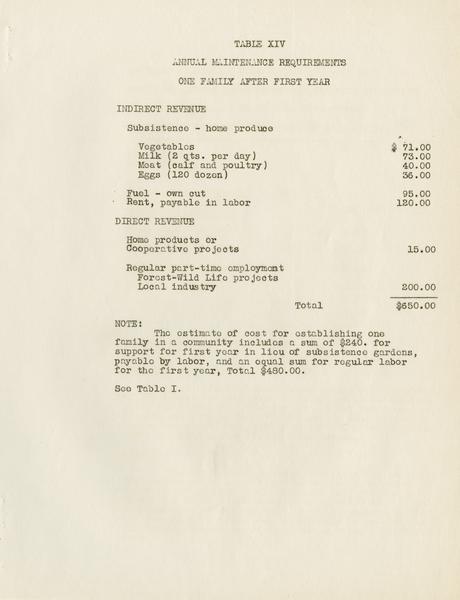 TABLE XIV
ANNUAL MAINTENANCE REQUIREMENTS
ONE FAMILY AFTER FIRST YEAR
INDIRECT REVENUE
Subsistence - home produce
Vegetables $ 71.00
Milk (2 qts. per day) 73.00
Meat (calf and poultry) 40.00
Eggs (120 dozen) 36.00
Fuel - own cut 95.00
Rent, payable in labor 120.00
DIRECT REVENUE
Home products or
Cooperative projects 15.00
Regular part-time employment
Forest-Wild Life projects
Local industry 200.00
Total $650.00
NOTE:
The estimate of cost for establishing one
family in a community includes a sum of $240. for
support for first year in lieu of subsistence gardens,
payable by labor, and an equal sum for regular labor
for the first year, Total $480.00.
See Table I.